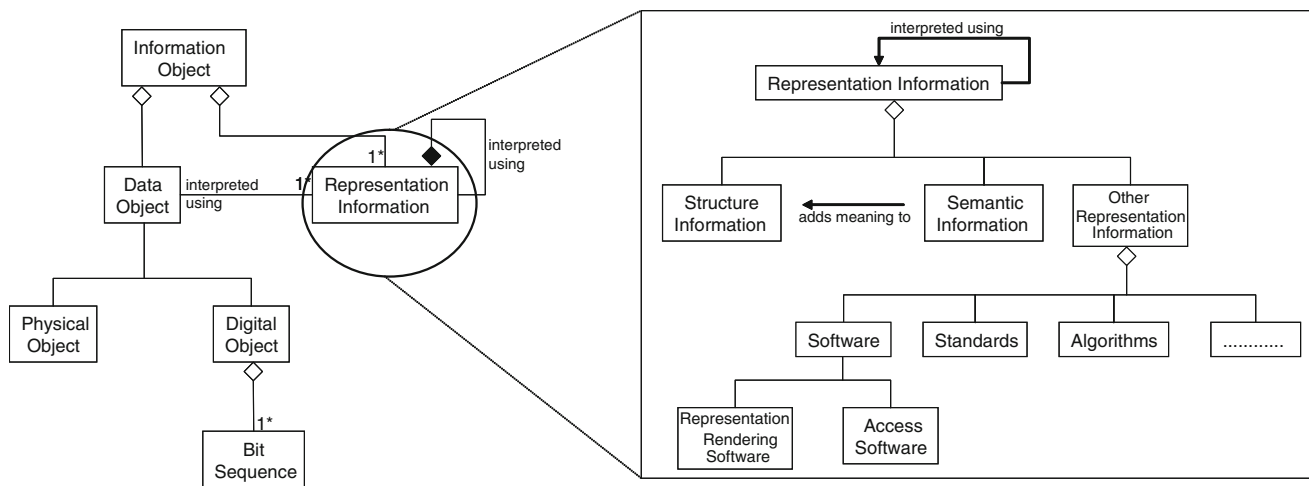 Information
Object
1*
interpreted
using
Data
Object
interpreted
using
1*
Representation
Information
Physical
Object
Digital
Object
1*
Bit
Sequence
interpreted using
Representation Information
Structure
Information
adds meaning to
Semantic
Information
Other
Representation
Information
Software
Standards
Algorithms
............
Representation
Rendering
Software
Access
Software